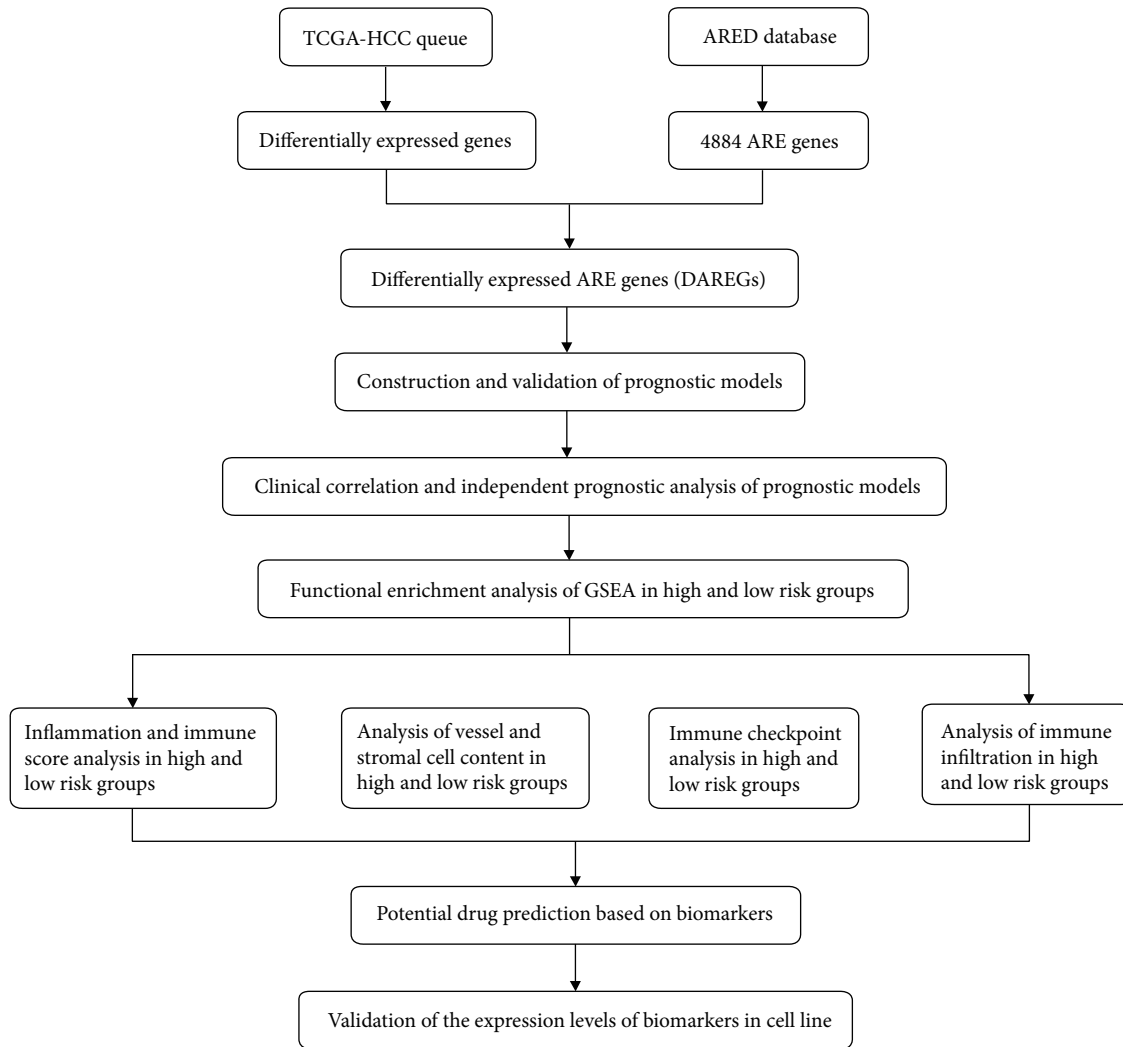 TCGA-HCC queue
ARED database
Differentially expressed genes
4884 ARE genes
Differentially expressed ARE genes (DAREGs)
Construction and validation of prognostic models
Clinical correlation and independent prognostic analysis of prognostic models
Functional enrichment analysis of GSEA in high and low risk groups
Inflammation and immune
score analysis in high and
low risk groups
Analysis of vessel and
stromal cell content in
high and low risk groups
Immune checkpoint
analysis in high and
low risk groups
Analysis of immune
infiltration in high
and low risk groups
Potential drug prediction based on biomarkers
Validation of the expression levels of biomarkers in cell line